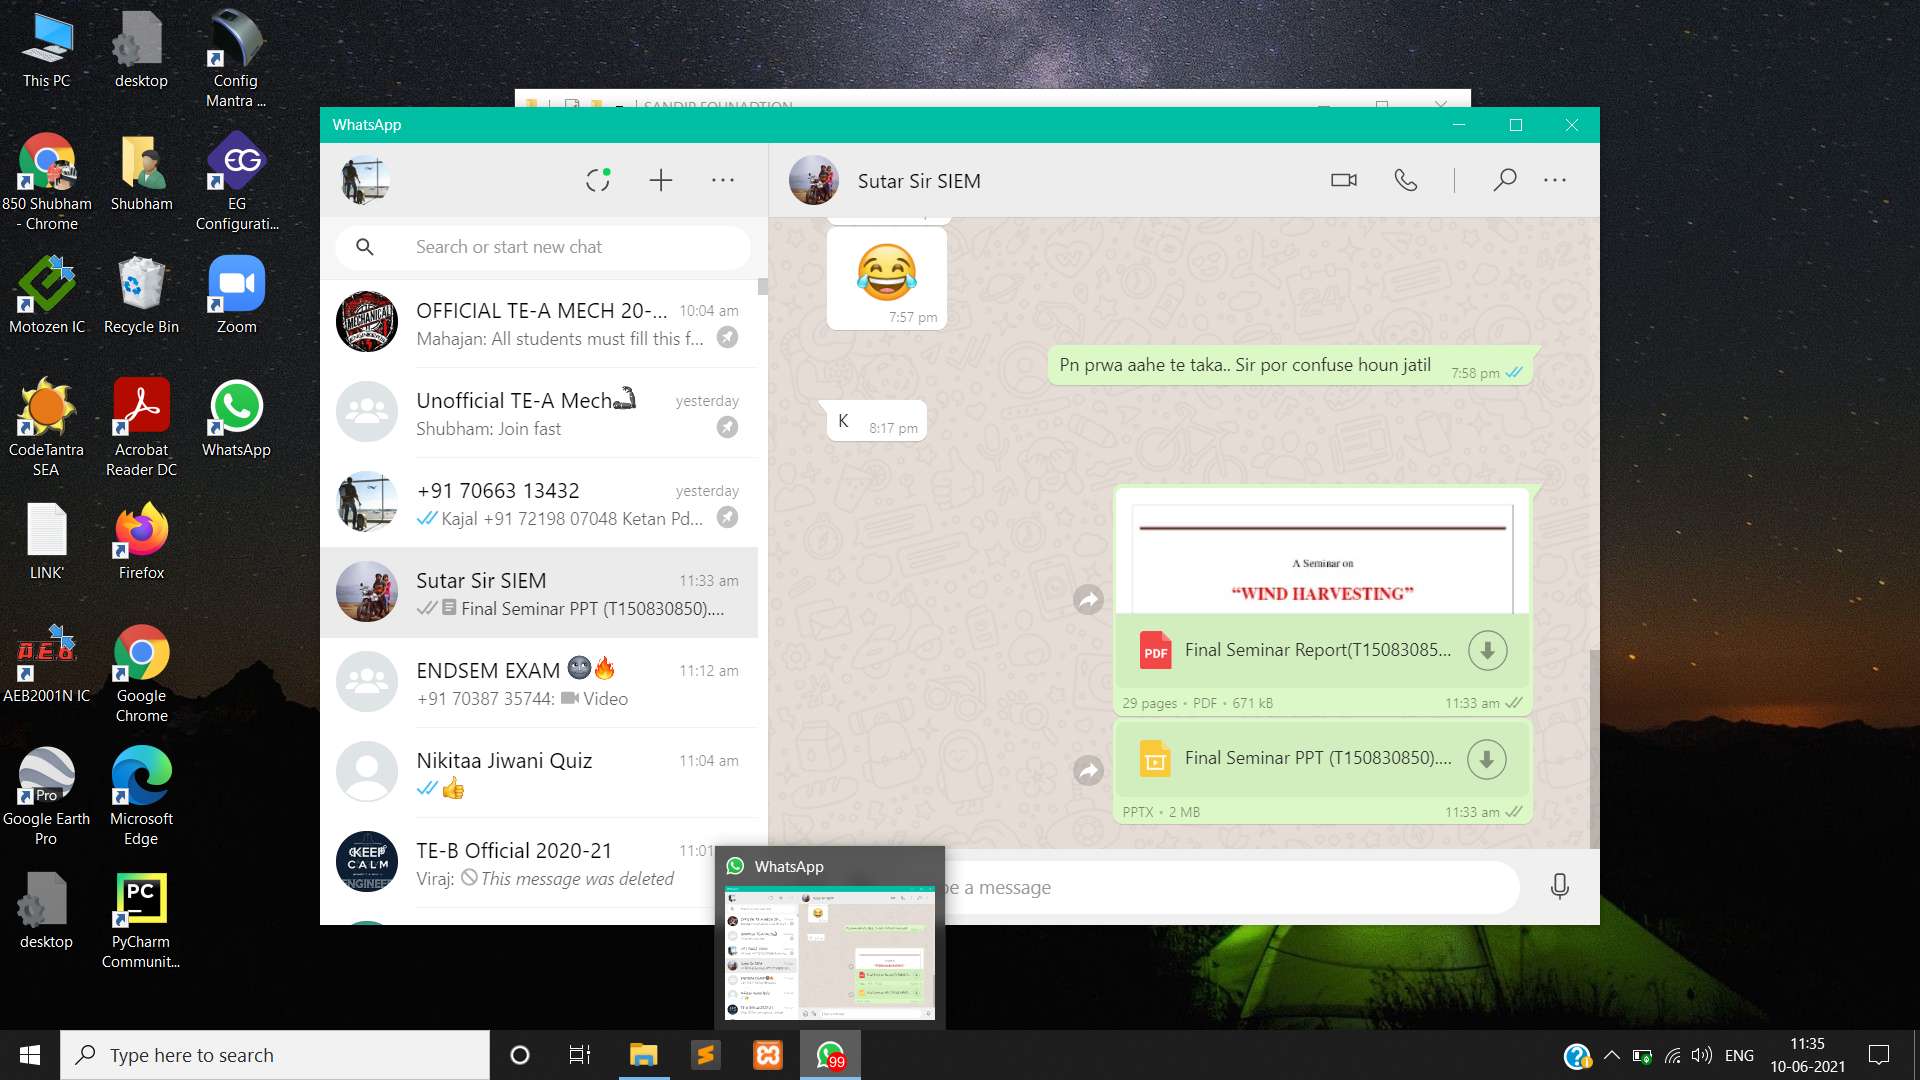 This PC
desktop
Config
Mantra ...
850 Shubham
- Chrome
Shubham
EG
Configurati...
Motozen IC
Recycle Bin
Zoom
CodeTantra
SEA
Acrobat
Reader DC
WhatsApp
LINK'
Firefox
AEB2001N IC
Google
Chrome
Pro
Google Earth
Pro
Microsoft
Edge
desktop
PyCharm
Communit...
SANDIP FOUNADTION
WhatsApp
Search or start new chat
OFFICIAL TE-A MECH 20-... 10:04 am
Mahajan: All students must fill this f...
Unofficial TE-A Mech yesterday
Shubham: Join fast
+91 70663 13432 yesterday
Kajal +91 72198 07048 Ketan Pd...
Sutar Sir SIEM 11:33 am
Final Seminar PPT (T150830850)....
ENDSEM EXAM 🌚🔥 11:12 am
+91 70387 35744: Video
Nikitaa Jiwani Quiz 11:04 am
👍
KEEP
CALM
TE-B Official 2020-21 11:01
Viraj: This message was deleted
Sutar Sir SIEM
😂
7:57 pm
Pn prwa aahe te taka.. Sir por confuse houn jatil 7:58 pm
K 8:17 pm
A Seminar on
“WIND HARVESTING”
PDF Final Seminar Report(T15083085...
29 pages • PDF • 671 kB 11:33 am
Final Seminar PPT (T150830850)....
PPTX • 2 MB 11:33 am
a message
WhatsApp
Type here to search
99
ENG
11:35
10-06-2021